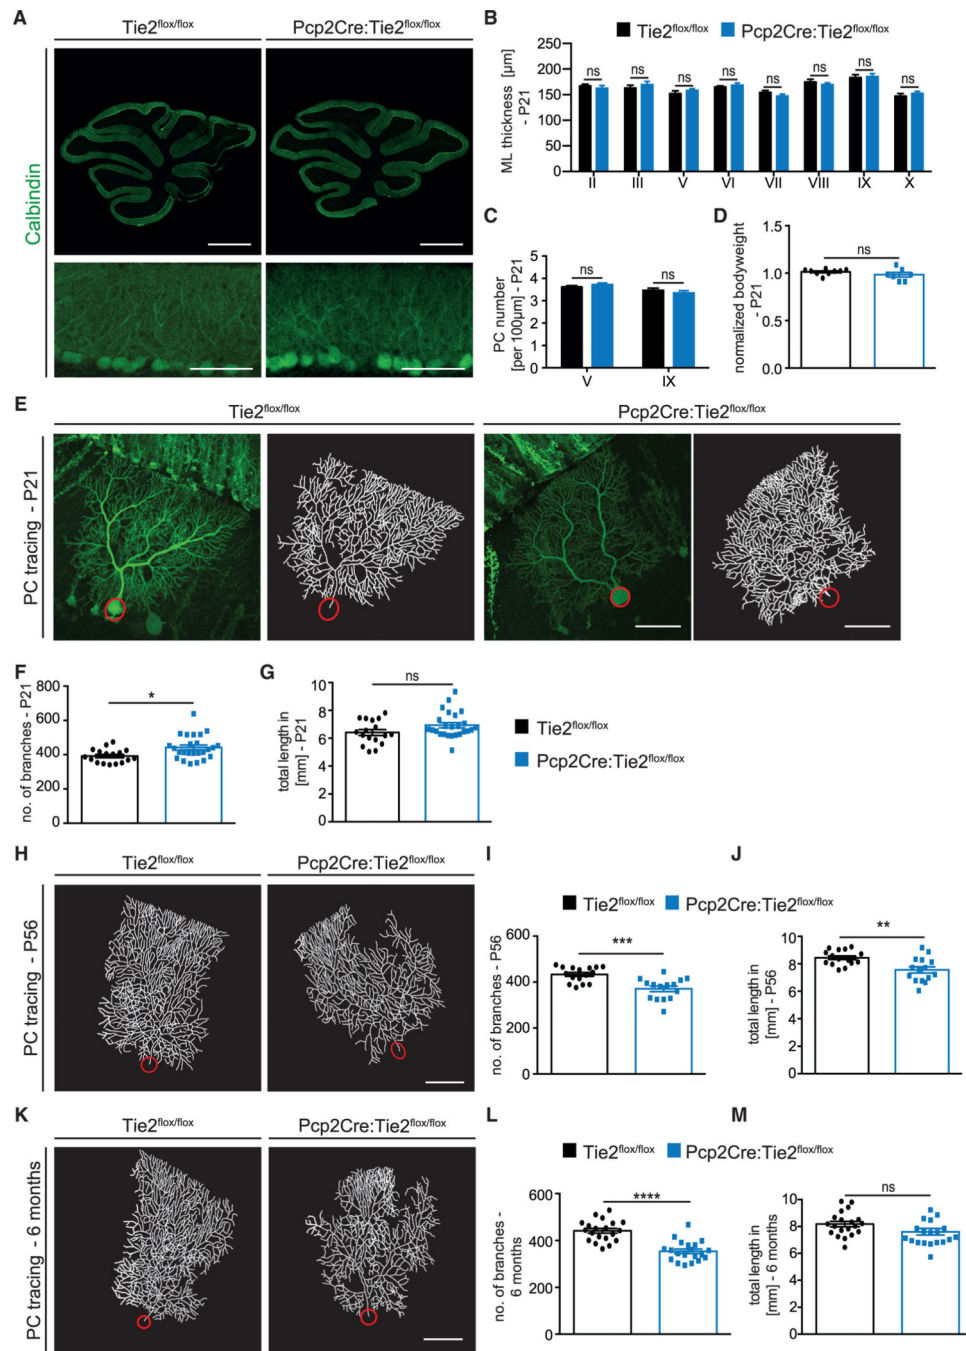 A
Tie2flox/flox
Pcp2Cre:Tie2flox/flox
Calbindin
B
Tie2flox/flox
Pcp2Cre:Tie2flox/flox
ML thickness [µm]
- P21
250
200
150
100
50
0
ns ns ns ns ns ns ns ns
II III V VI VII VIII IX X
C
PC number
[per 100µm] - P21
5
4
3
2
1
0
ns ns
V IX
D
normalized bodyweight
- P21
1.5
1.0
0.5
0.0
ns
E
Tie2flox/flox
Pcp2Cre:Tie2flox/flox
PC tracing - P21
F
no. of branches - P21
800
600
400
200
0
*
G
total length in
[mm] - P21
10
8
6
4
2
0
ns
Tie2flox/flox
Pcp2Cre:Tie2flox/flox
H
Tie2flox/flox
Pcp2Cre:Tie2flox/flox
PC tracing - P56
I
Tie2flox/flox
Pcp2Cre:Tie2flox/flox
no. of branches - P56
600
400
200
0
***
J
total length in
[mm] - P56
10
8
6
4
2
0
**
K
Tie2flox/flox
Pcp2Cre:Tie2flox/flox
PC tracing - 6 months
L
Tie2flox/flox
Pcp2Cre:Tie2flox/flox
no. of branches -
6 months
600
400
200
0
****
M
total length in
[mm] - 6 months
10
8
6
4
2
0
ns